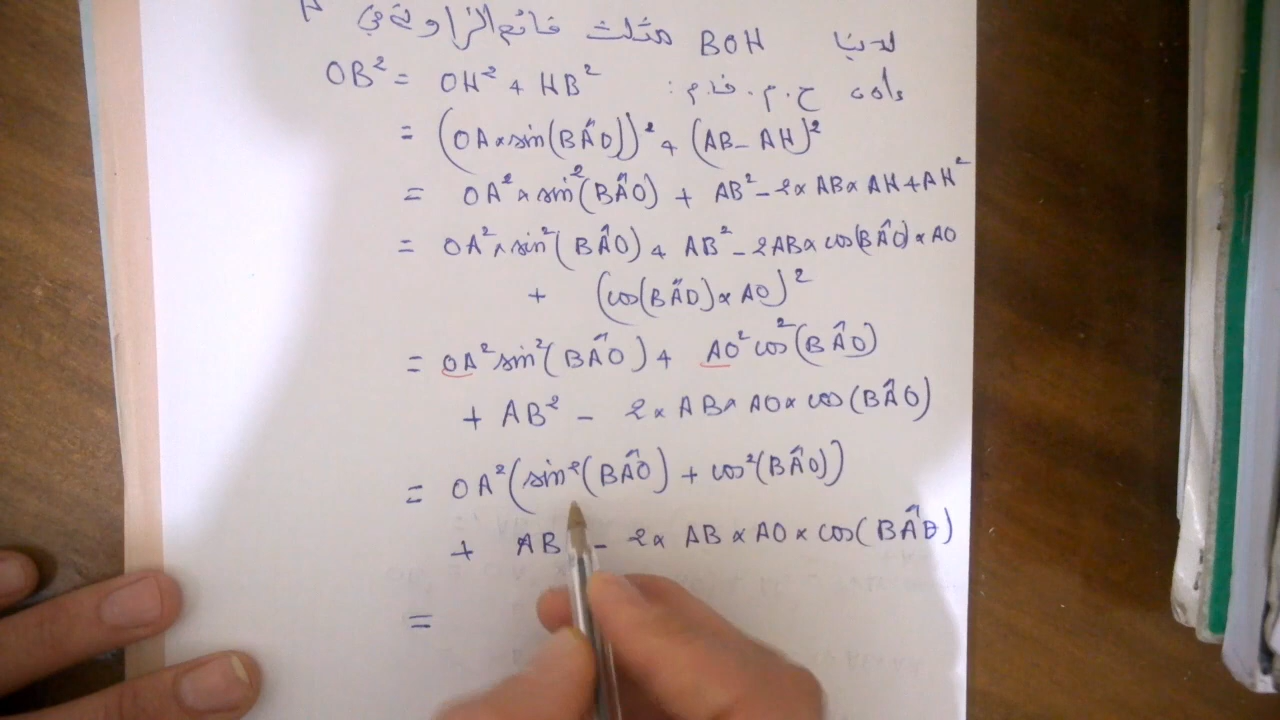 لدينا BOH مثلث قائم الزاوية في
OB² = OH² + HB² ح.م.ف.م :
= (OA×sin(BÂO))² + (AB - AH)²
= OA² × sin²(BÂO) + AB² - 2×AB×AH + AH²
= OA² × sin²(BÂO) + AB² - 2AB×cos(BÂO)×AO
+ (cos(BÂO)×AO)²
= OA² sin²(BÂO) + AO² cos²(BÂO)
+ AB² - 2×AB×AO×cos(BÂO)
= OA²(sin²(BÂO) + cos²(BÂO))
+ AB - 2× AB×AO×cos(BÂO)
=